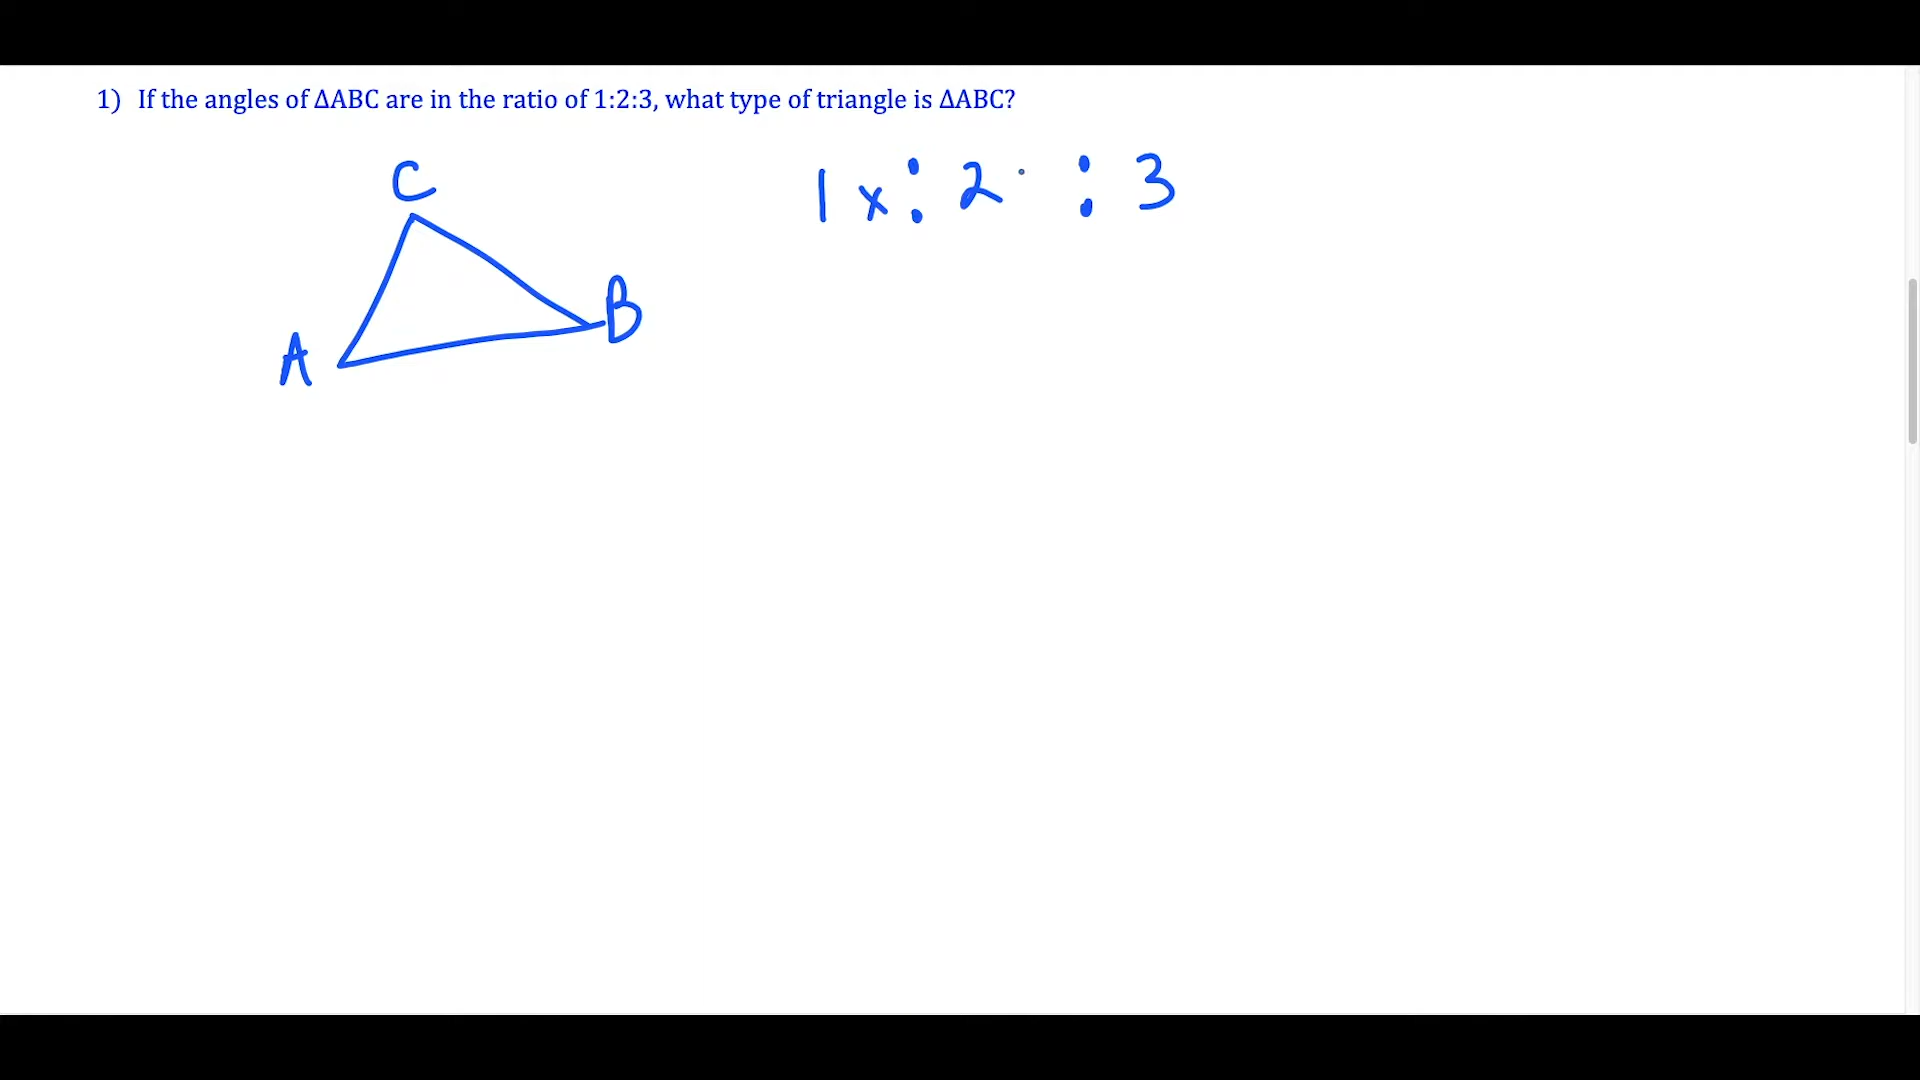 1) If the angles of ΔABC are in the ratio of 1:2:3, what type of triangle is ΔABC?
C
1x : 2 : 3
B
A